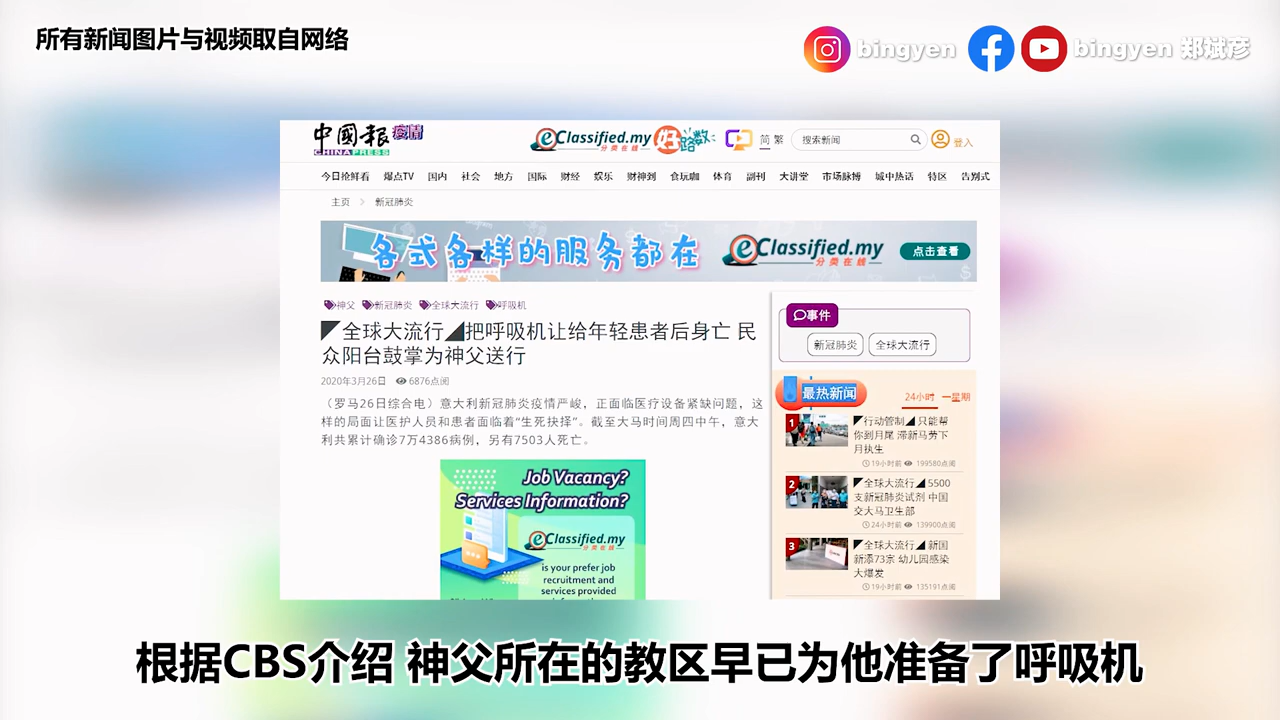 所有新闻图片与视频取自网络
bingyen
bingyen 郑斌彦
中國報 疫情
CHINA PRESS
eClassified.my
分类在线
好路数
简 繁
搜索新闻
登入
今日抢鲜看 爆点TV 国内 社会 地方 国际 财经 娱乐 财神到 食玩咖 体育 副刊 大讲堂 市场脉搏 城中热话 特区 告别式
主页 > 新冠肺炎
各式各样的服务都在
eClassified.my
分类在线
点击查看
神父 新冠肺炎 全球大流行 呼吸机
◤全球大流行◢把呼吸机让给年轻患者后身亡 民
众阳台鼓掌为神父送行
2020年3月26日 6876点阅
（罗马26日综合电）意大利新冠肺炎疫情严峻，正面临医疗设备紧缺问题，这
样的局面让医护人员和患者面临着“生死抉择”。截至大马时间周四中午，意大
利共累计确诊7万4386病例，另有7503人死亡。
Job Vacancy?
Services Information?
eClassified.my
分类在线
is your prefer job
recruitment and
services provided
事件
新冠肺炎 全球大流行
最热新闻
24小时 一星期
1
◤行动管制◢ 只能帮
你到月尾 滞新马劳下
月执生
19小时前 199580点阅
2
◤全球大流行◢ 5500
支新冠肺炎试剂 中国
交大马卫生部
24小时前 139900点阅
3
◤全球大流行◢ 新国
新添73宗 幼儿园感染
大爆发
19小时前 135191点阅
根据CBS介绍 神父所在的教区早已为他准备了呼吸机